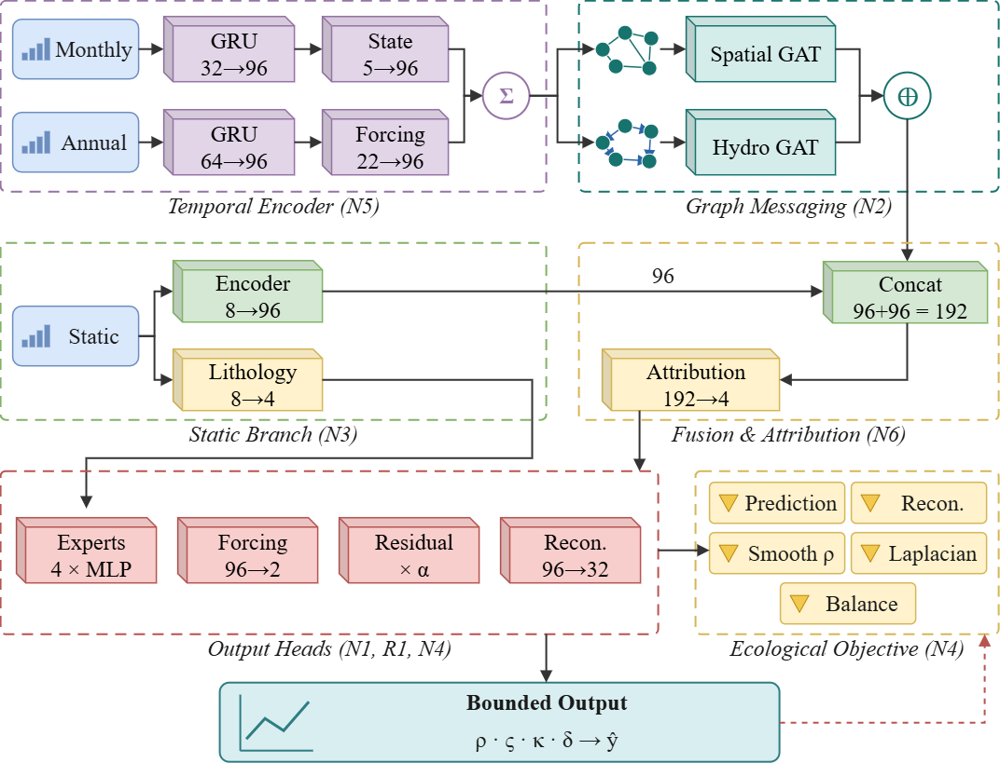 Monthly
GRU
32→96
State
5→96
Annual
GRU
64→96
Forcing
22→96
Σ
Temporal Encoder (N5)
Spatial GAT
Hydro GAT
⊕
Graph Messaging (N2)
Static
Encoder
8→96
Lithology
8→4
Static Branch (N3)
96
Concat
96+96 = 192
Attribution
192→4
Fusion & Attribution (N6)
Experts
4 × MLP
Forcing
96→2
Residual
× α
Recon.
96→32
Output Heads (N1, R1, N4)
Prediction
Recon.
Smooth ρ
Laplacian
Balance
Ecological Objective (N4)
Bounded Output
ρ · ς · κ · δ → ŷ